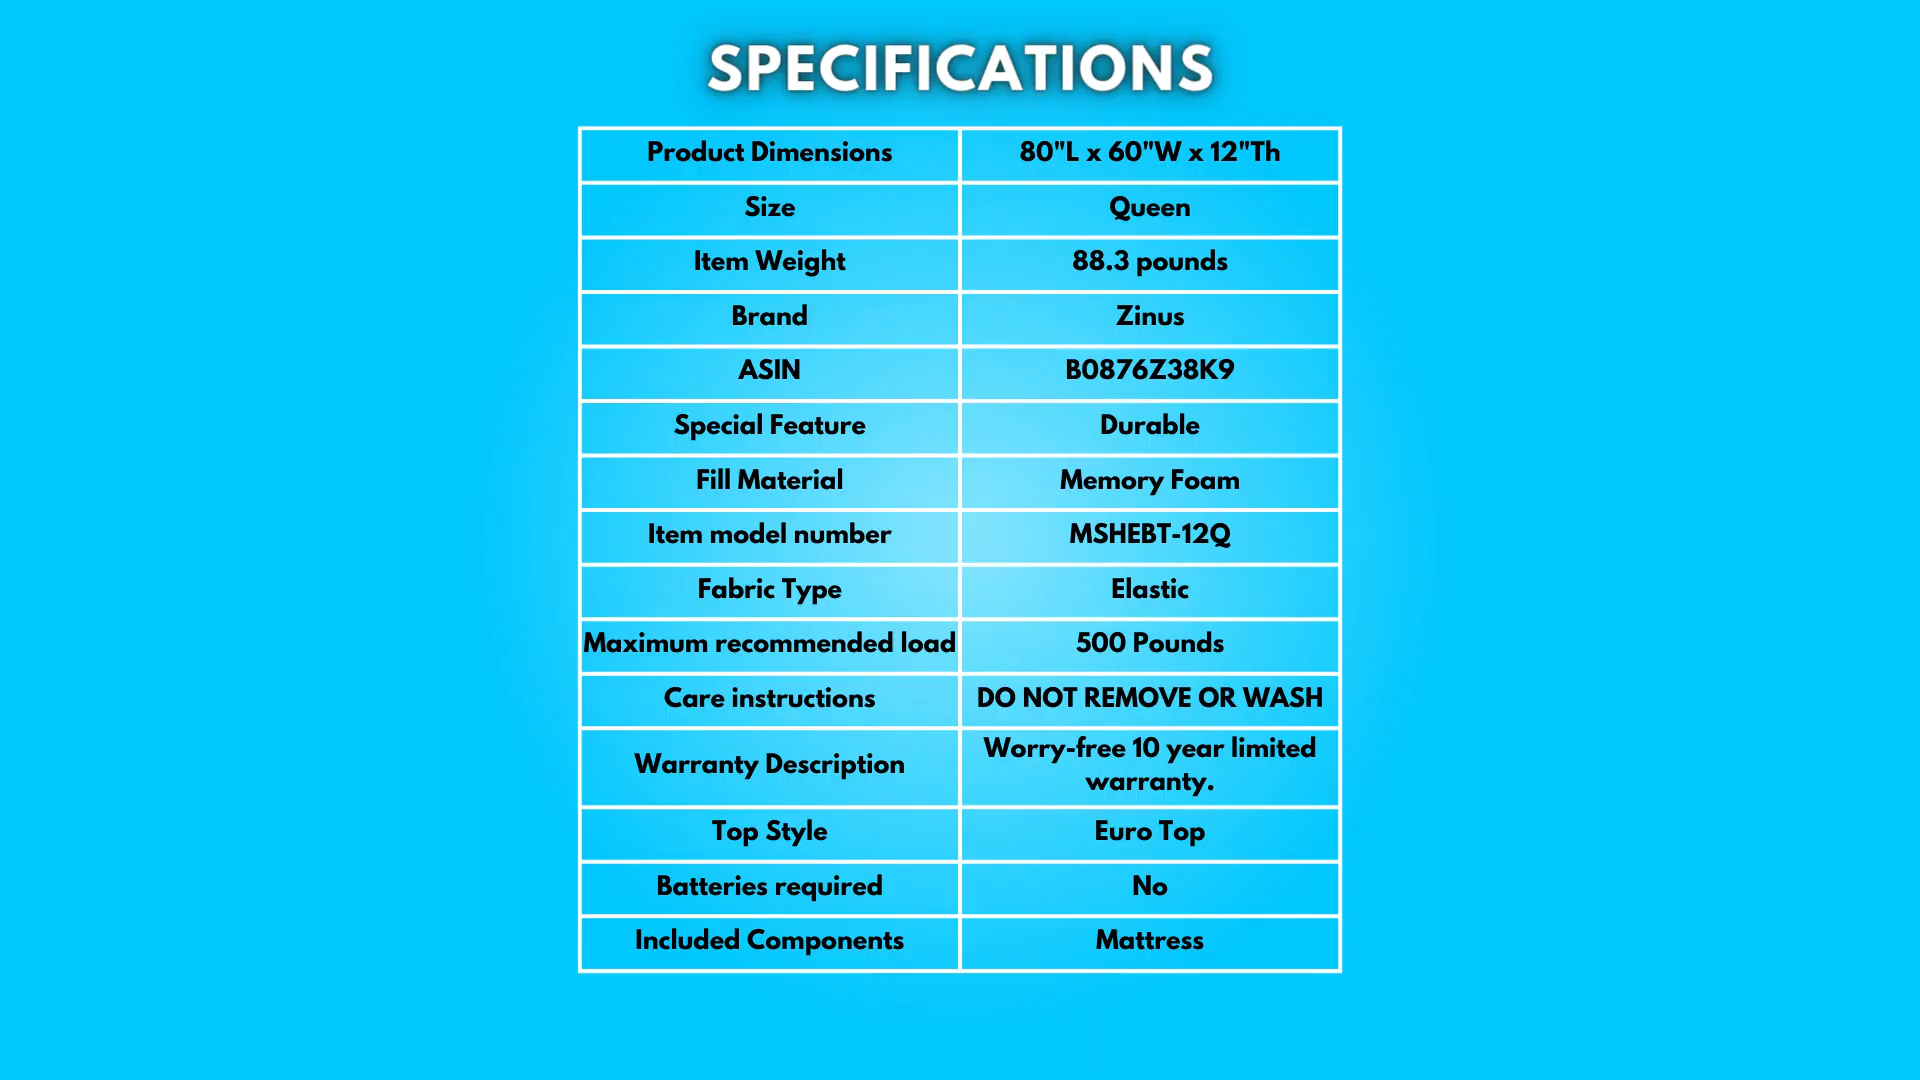 SPECIFICATIONS
Product Dimensions 80"L x 60"W x 12"Th
Size Queen
Item Weight 88.3 pounds
Brand Zinus
ASIN B0876Z38K9
Special Feature Durable
Fill Material Memory Foam
Item model number MSHEBT-12Q
Fabric Type Elastic
Maximum recommended load 500 Pounds
Care instructions DO NOT REMOVE OR WASH
Warranty Description Worry-free 10 year limited
warranty.
Top Style Euro Top
Batteries required No
Included Components Mattress